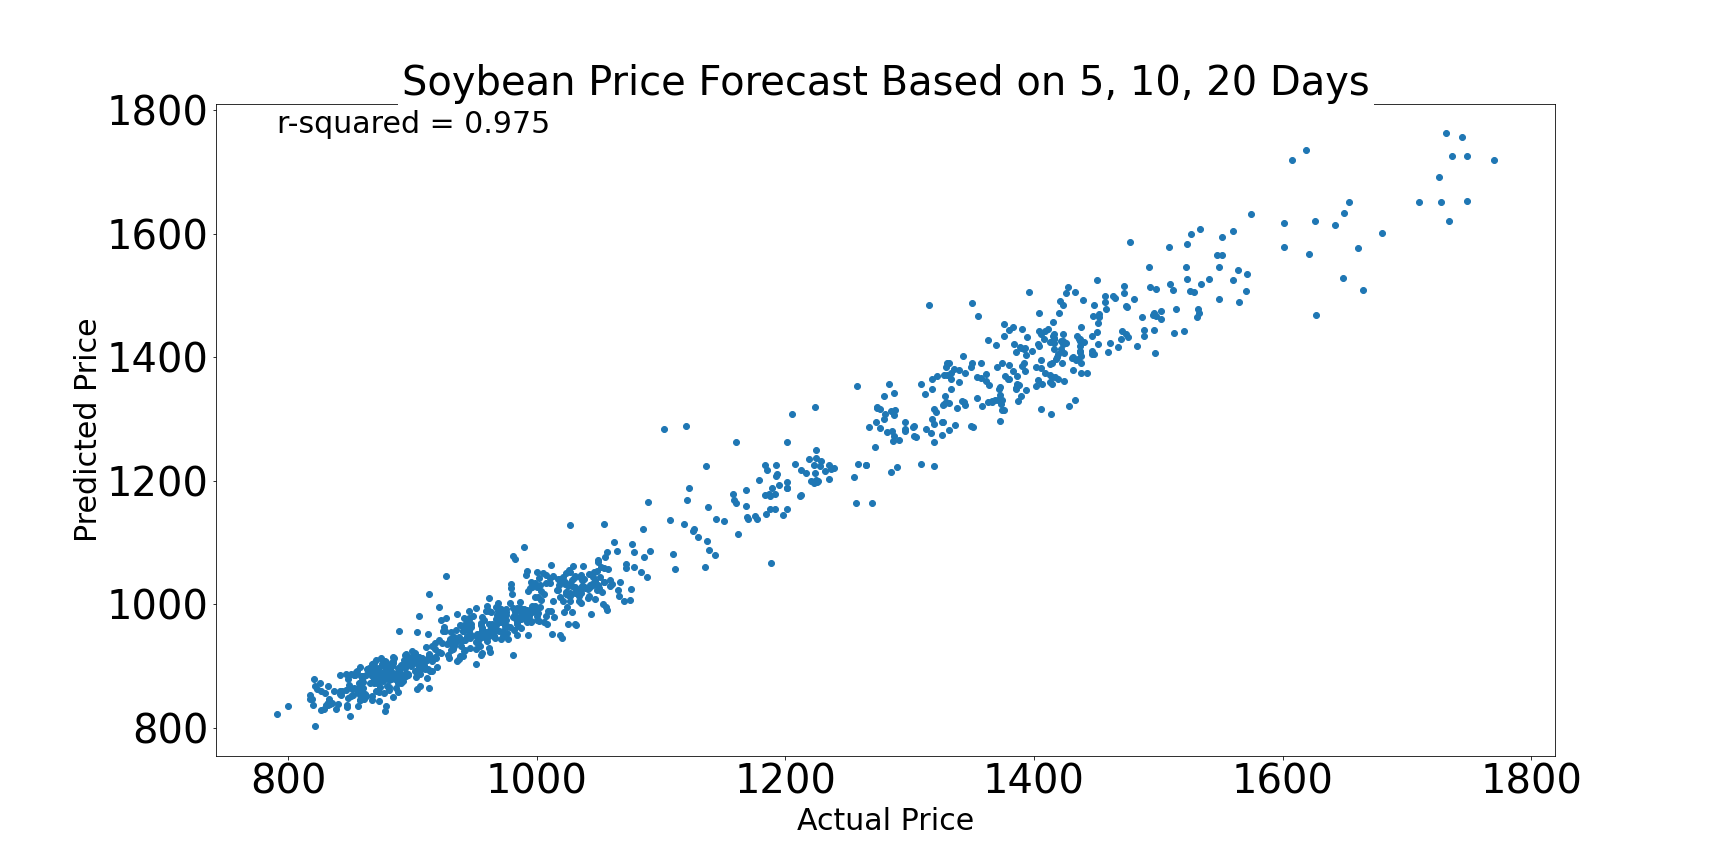 Soybean Price Forecast Based on 5, 10, 20 Days
r-squared = 0.975
Predicted Price
1800
1600
1400
1200
1000
800
800 1000 1200 1400 1600 1800
Actual Price